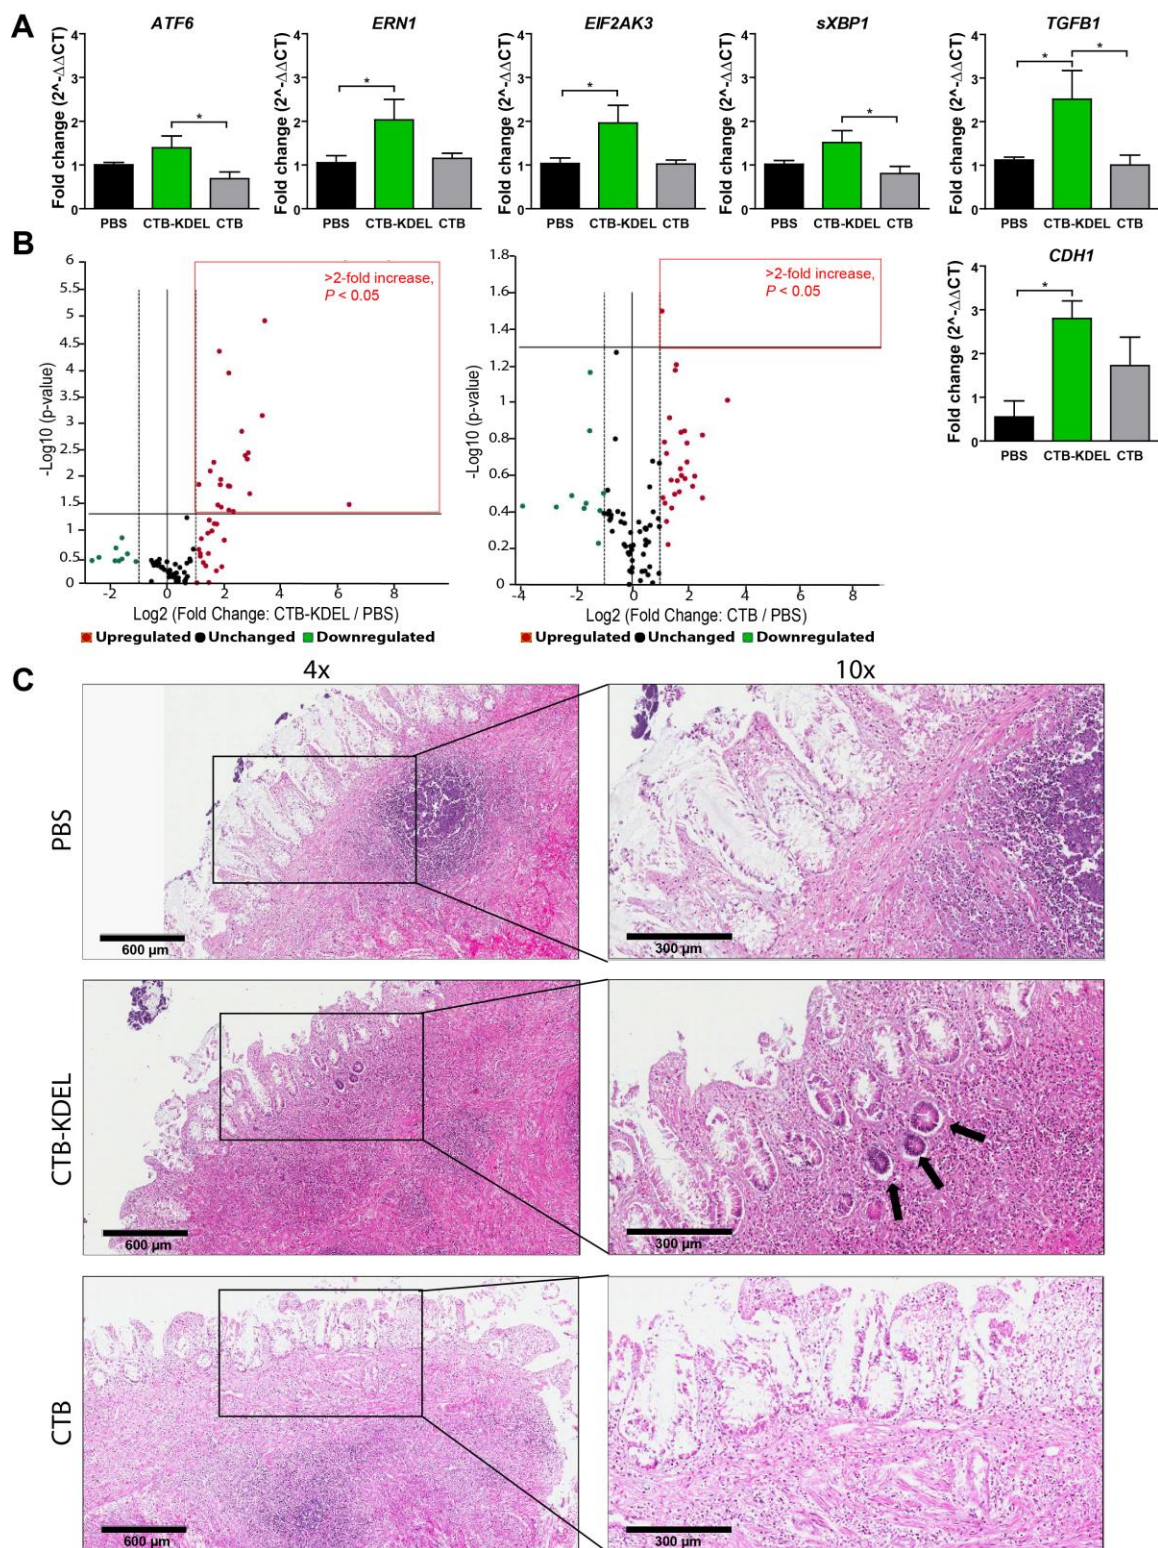 A
ATF6
ERN1
EIF2AK3
sXBP1
TGFB1
Fold change (2^-ΔΔCT)
4
3
2
1
0
PBS CTB-KDEL CTB
*
Fold change (2^-ΔΔCT)
4
3
2
1
0
PBS CTB-KDEL CTB
*
Fold change (2^-ΔΔCT)
4
3
2
1
0
PBS CTB-KDEL CTB
*
Fold change (2^-ΔΔCT)
4
3
2
1
0
PBS CTB-KDEL CTB
*
Fold change (2^-ΔΔCT)
4
3
2
1
0
PBS CTB-KDEL CTB
* *
B
-Log10 (p-value)
6
5.5
5
4.5
4
3.5
3
2.5
2
1.5
1
0.5
0
>2-fold increase,
P < 0.05
-2 0 2 4 6 8
Log2 (Fold Change: CTB-KDEL / PBS)
Upregulated Unchanged Downregulated
-Log10 (p-value)
1.8
1.6
1.4
1.2
1
0.8
0.6
0.4
0.2
0
>2-fold increase,
P < 0.05
-4 -2 0 2 4 6 8
Log2 (Fold Change: CTB / PBS)
Upregulated Unchanged Downregulated
CDH1
Fold change (2^-ΔΔCT)
4
3
2
1
0
PBS CTB-KDEL CTB
*
C
4x
10x
PBS
600 µm
300 µm
CTB-KDEL
600 µm
300 µm
CTB
600 µm
300 µm